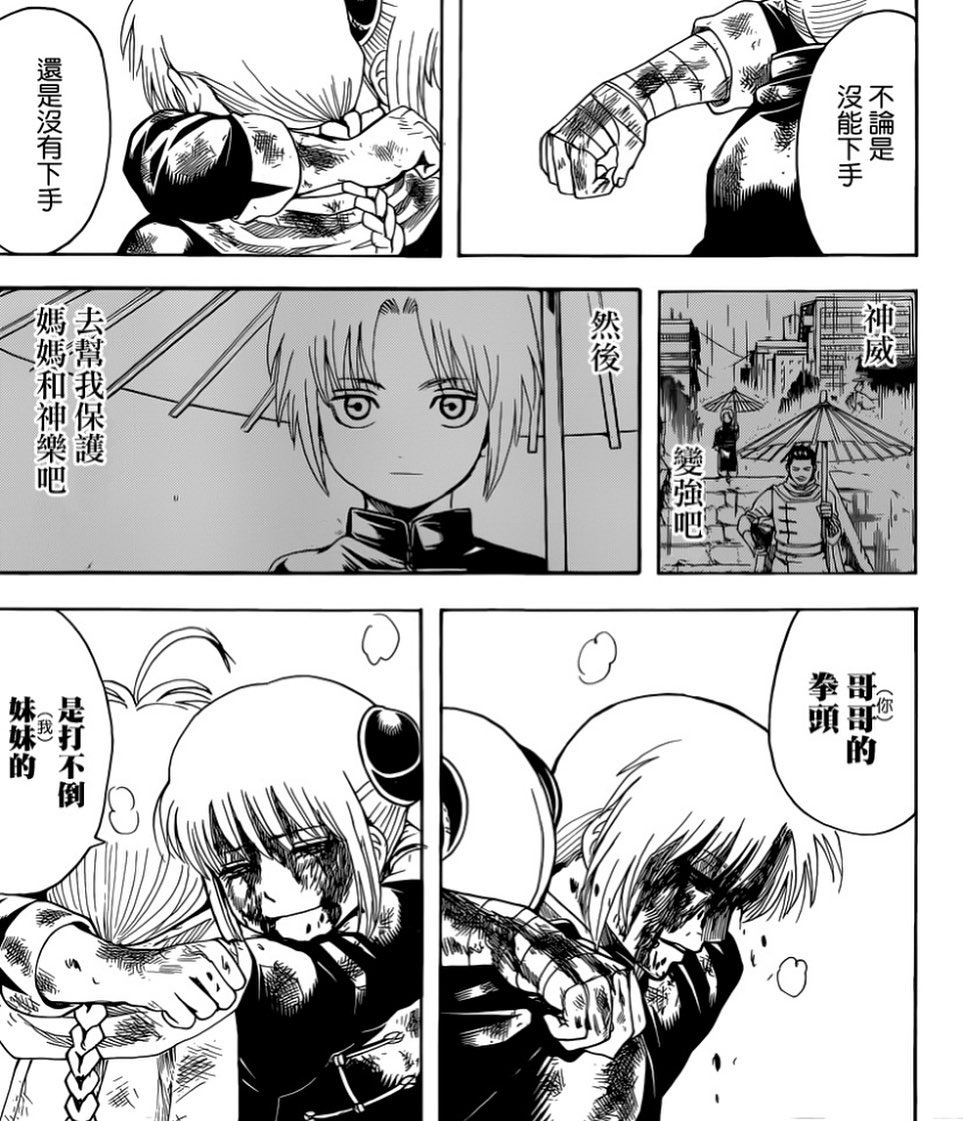 不論是
沒能下手
還是沒有下手
神威
變強吧
然後
去幫我保護
媽媽和神樂吧
哥哥的
(你)
拳頭
是打不倒
妹妹的
(我)